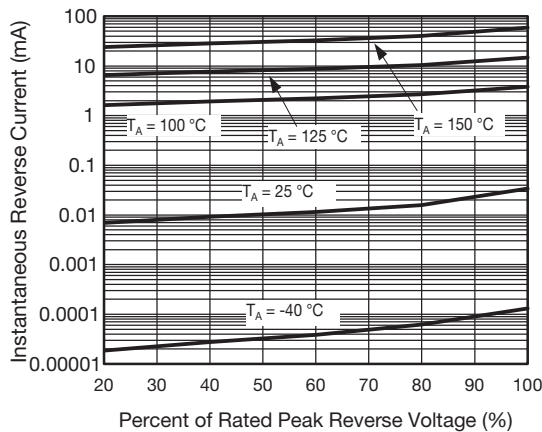 Instantaneous Reverse Current (mA)
100
10
1
0.1
0.01
0.001
0.0001
0.00001
T_A = 100 °C
T_A = 125 °C
T_A = 150 °C
T_A = 25 °C
T_A = -40 °C
20 30 40 50 60 70 80 90 100
Percent of Rated Peak Reverse Voltage (%)